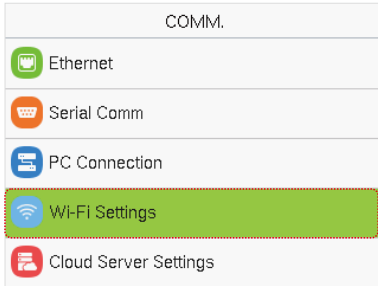 COMM.
Ethernet
Serial Comm
PC Connection
Wi-Fi Settings
Cloud Server Settings